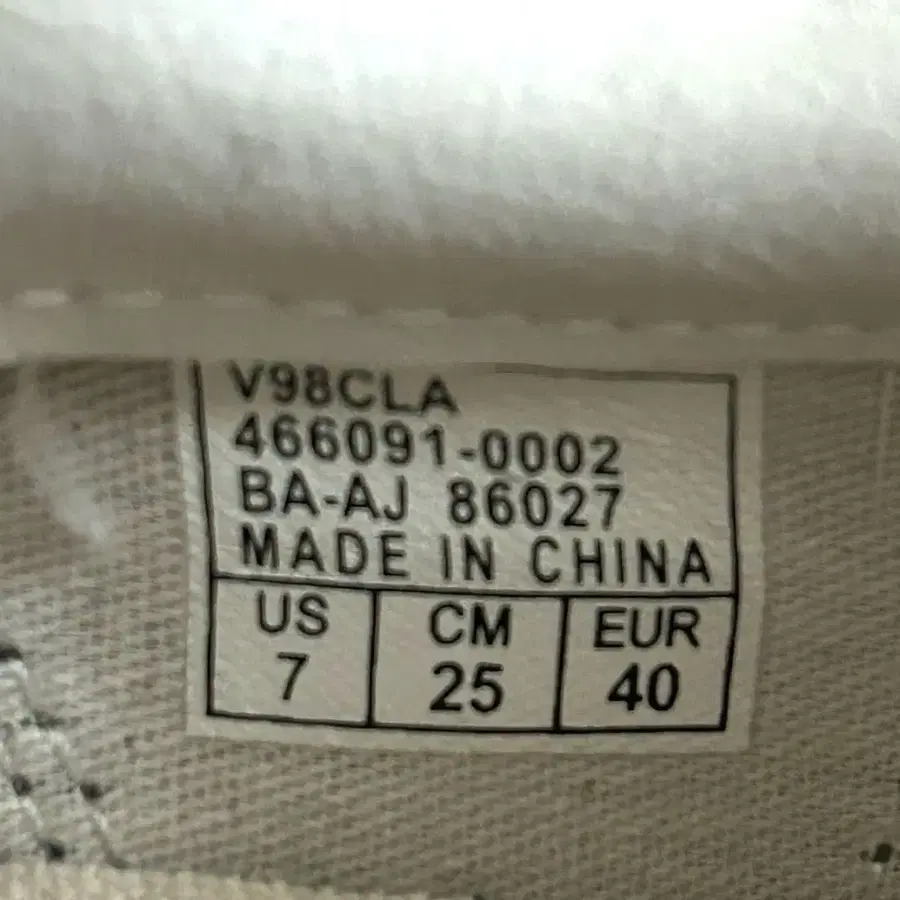 V98CLA
466091-0002
BA-AJ 86027
MADE IN CHINA
US CM EUR
7 25 40